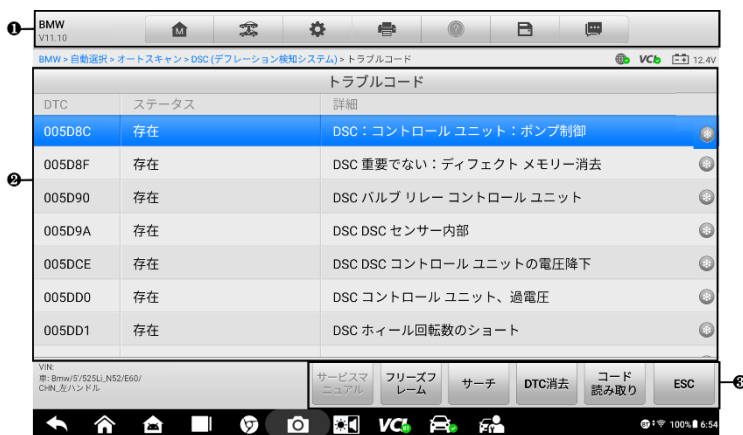 BMW
V11.10
M
?
BMW > 自動選択 > オートスキャン > DSC (デフレーション検知システム) > トラブルコード
VCI
12.4V
トラブルコード
DTC ステータス 詳細
005D8C 存在 DSC：コントロール ユニット：ポンプ制御
005D8F 存在 DSC 重要でない：ディフェクト メモリー消去
005D90 存在 DSC バルブ リレー コントロール ユニット
005D9A 存在 DSC DSC センサー内部
005DCE 存在 DSC DSC コントロール ユニットの電圧降下
005DD0 存在 DSC コントロール ユニット、過電圧
005DD1 存在 DSC ホイール回転数のショート
VIN:
車: Bmw/5'/525Li_N52/E60/
CHN_左ハンドル
サービスマニュアル
フリーズフレーム
サーチ
DTC消去
コード読み取り
ESC
VCI
100% 6:54
❶
❷
❸